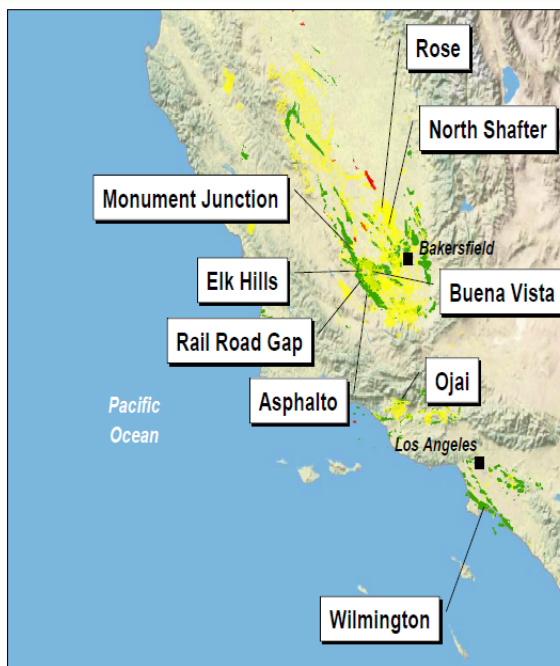 Rose
North Shafter
Monument Junction
Bakersfield
Elk Hills
Buena Vista
Rail Road Gap
Asphalto
Ojai
Pacific
Ocean
Los Angeles
Wilmington